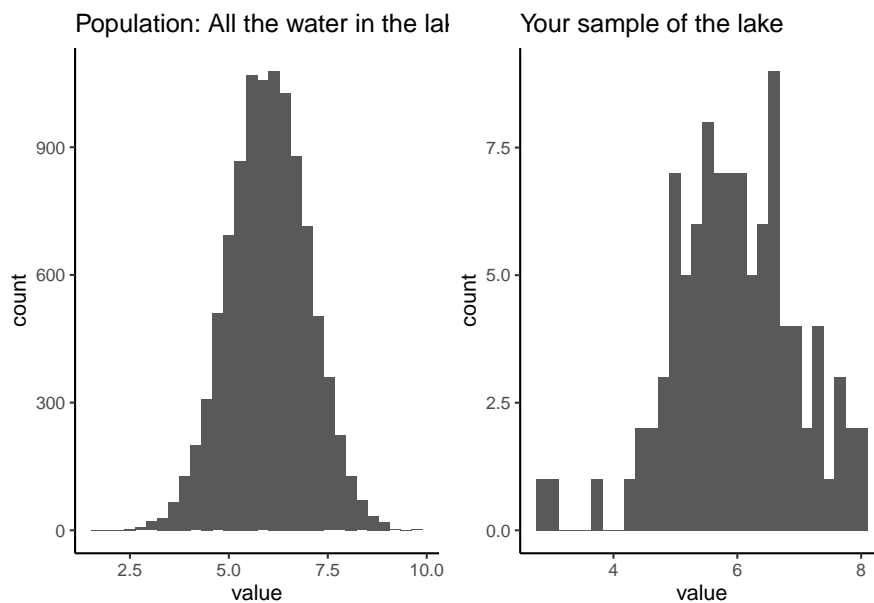 Population: All the water in the lak
Your sample of the lake
count
900
600
300
0
2.5
5.0
7.5
10.0
value
count
7.5
5.0
2.5
0.0
4
6
8
value